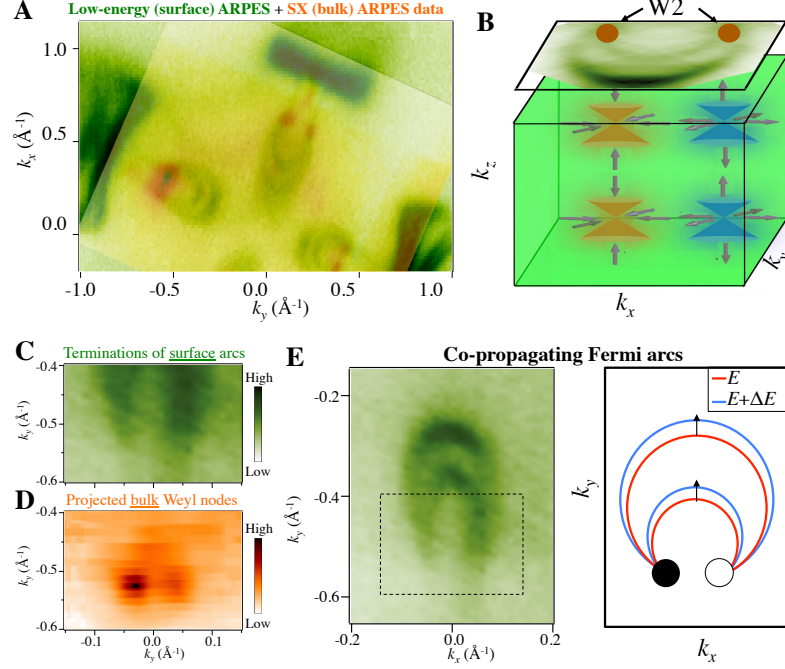 A
Low-energy (surface) ARPES + SX (bulk) ARPES data
1.0
0.5
0.0
kx (Å-1)
-1.0
-0.5
0.0
0.5
1.0
ky (Å-1)
B
W2
kz
kx
ky
C
Terminations of surface arcs
-0.4
-0.5
-0.6
ky (Å-1)
High
Low
D
Projected bulk Weyl nodes
-0.4
-0.5
-0.6
ky (Å-1)
High
Low
-0.1
0.0
0.1
ky (Å-1)
E
Co-propagating Fermi arcs
-0.2
-0.4
-0.6
ky (Å-1)
-0.2
0.0
0.2
kx (Å-1)
E
E+ΔE
ky
kx